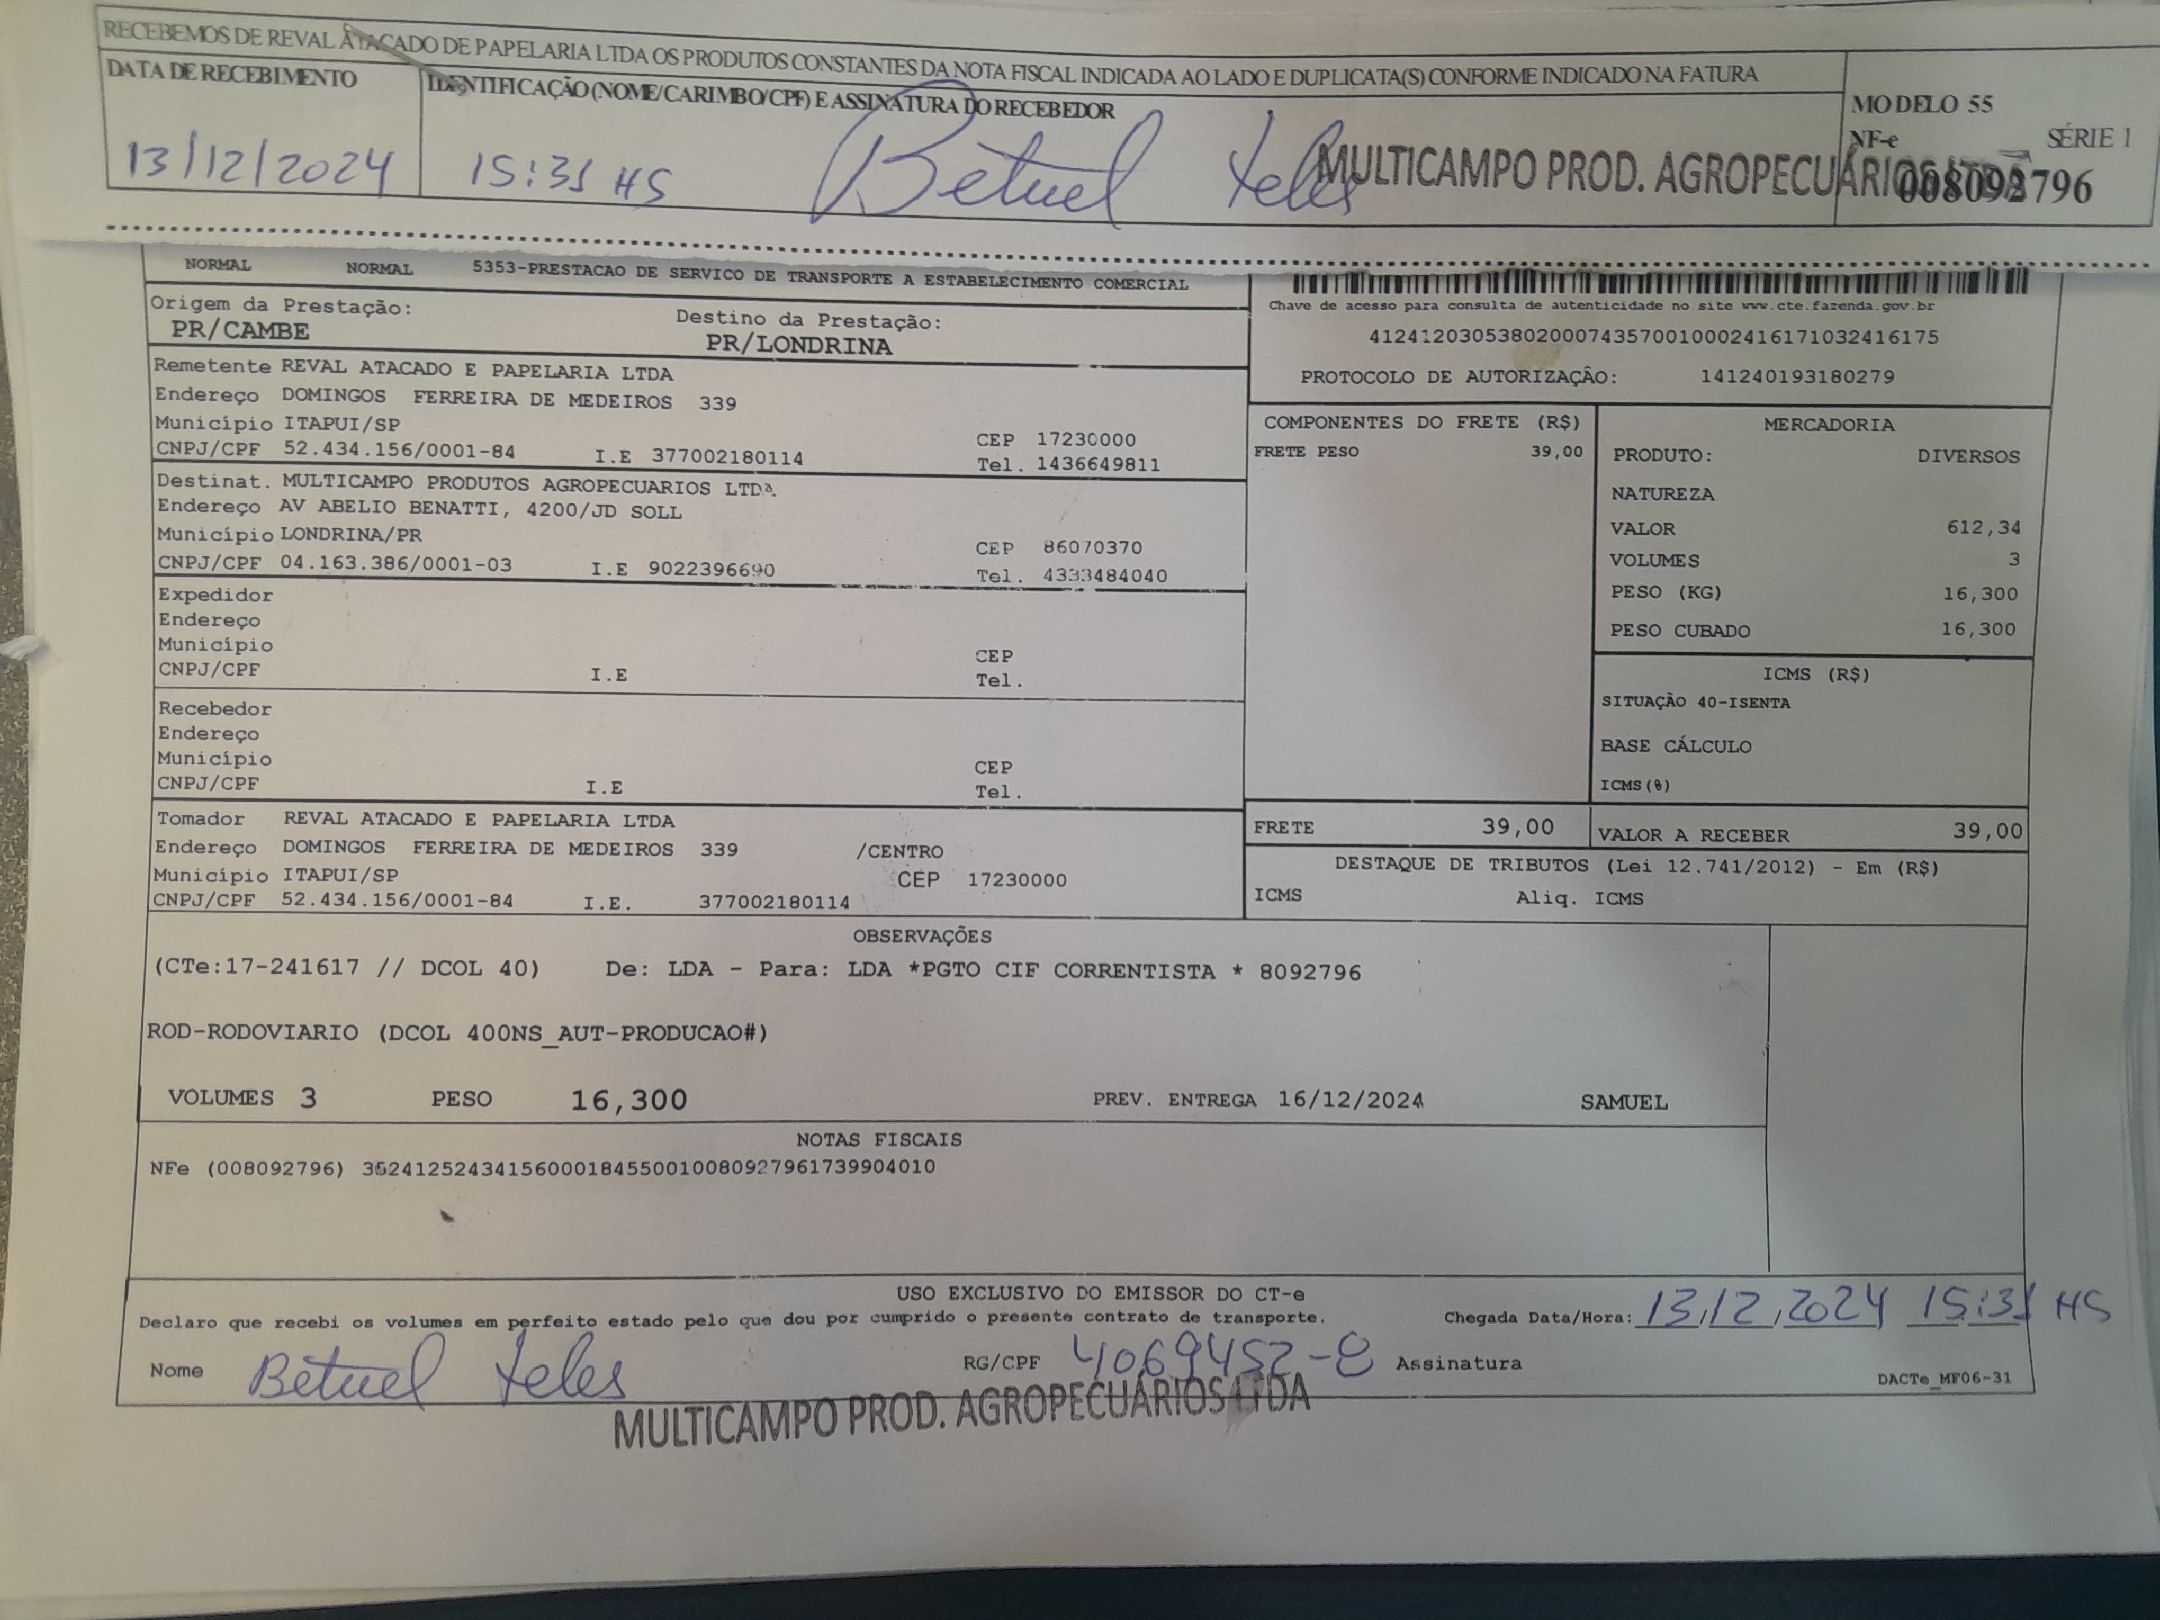 RECEBEMOS DE REVAL ATACADO DE PAPELARIA LTDA OS PRODUTOS CONSTANTES DA NOTA FISCAL INDICADA AO LADO E DUPLICATA(S) CONFORME INDICADO NA FATURA
DATA DE RECEBIMENTO
IDENTIFICAÇÃO (NOME/CARIMBO/CPF) E ASSINATURA DO RECEBEDOR
MODELO 55
NF-e SÉRIE 1
008092796
13/12/2024 15:31 HS Betuel Teles
MULTICAMPO PROD. AGROPECUÁRIOS LTDA
NORMAL NORMAL 5353-PRESTACAO DE SERVICO DE TRANSPORTE A ESTABELECIMENTO COMERCIAL
Origem da Prestação: Destino da Prestação:
PR/CAMBE PR/LONDRINA
Chave de acesso para consulta de autenticidade no site www.cte.fazenda.gov.br
41241203053802000743570010002416171032416175
PROTOCOLO DE AUTORIZAÇÃO: 141240193180279
Remetente REVAL ATACADO E PAPELARIA LTDA
Endereço DOMINGOS FERREIRA DE MEDEIROS 339
Município ITAPUI/SP CEP 17230000
CNPJ/CPF 52.434.156/0001-84 I.E 377002180114 Tel. 1436649811
Destinat. MULTICAMPO PRODUTOS AGROPECUARIOS LTDA
Endereço AV ABELIO BENATTI, 4200/JD SOLL
Município LONDRINA/PR CEP 86070370
CNPJ/CPF 04.163.386/0001-03 I.E 9022396690 Tel. 4333484040
Expedidor
Endereço
Município CEP
CNPJ/CPF I.E Tel.
Recebedor
Endereço
Município CEP
CNPJ/CPF I.E Tel.
Tomador REVAL ATACADO E PAPELARIA LTDA
Endereço DOMINGOS FERREIRA DE MEDEIROS 339 /CENTRO
Município ITAPUI/SP CEP 17230000
CNPJ/CPF 52.434.156/0001-84 I.E. 377002180114
COMPONENTES DO FRETE (R$)
FRETE PESO 39,00
MERCADORIA
PRODUTO: DIVERSOS
NATUREZA
VALOR 612,34
VOLUMES 3
PESO (KG) 16,300
PESO CUBADO 16,300
ICMS (R$)
SITUAÇÃO 40-ISENTA
BASE CÁLCULO
ICMS(%)
FRETE 39,00 VALOR A RECEBER 39,00
DESTAQUE DE TRIBUTOS (Lei 12.741/2012) - Em (R$)
ICMS Aliq. ICMS
OBSERVAÇÕES
(CTe:17-241617 // DCOL 40) De: LDA - Para: LDA *PGTO CIF CORRENTISTA * 8092796
ROD-RODOVIARIO (DCOL 400NS_AUT-PRODUCAO#)
VOLUMES 3 PESO 16,300 PREV. ENTREGA 16/12/2024 SAMUEL
NOTAS FISCAIS
NFe (008092796) 35241252434156000184550010080927961739904010
USO EXCLUSIVO DO EMISSOR DO CT-e
Declaro que recebi os volumes em perfeito estado pelo que dou por cumprido o presente contrato de transporte. Chegada Data/Hora: 13/12/2024 15:31 HS
Nome Betuel Teles RG/CPF 4069452-8 Assinatura
DACTe_MF06-31
MULTICAMPO PROD. AGROPECUÁRIOS LTDA